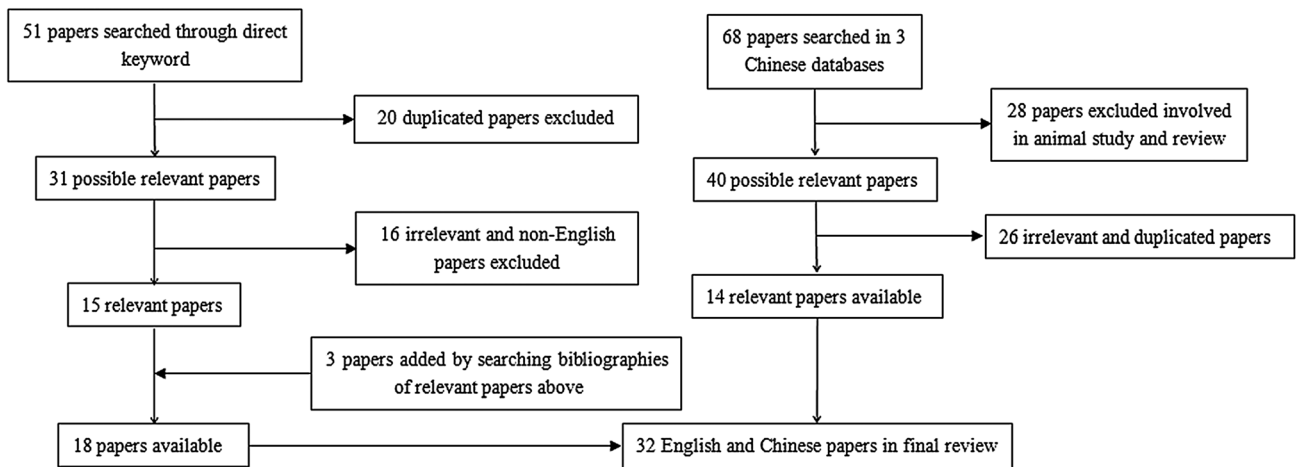 51 papers searched through direct
keyword
20 duplicated papers excluded
31 possible relevant papers
16 irrelevant and non-English
papers excluded
15 relevant papers
3 papers added by searching bibliographies
of relevant papers above
18 papers available
68 papers searched in 3
Chinese databases
28 papers excluded involved
in animal study and review
40 possible relevant papers
26 irrelevant and duplicated papers
14 relevant papers available
32 English and Chinese papers in final review